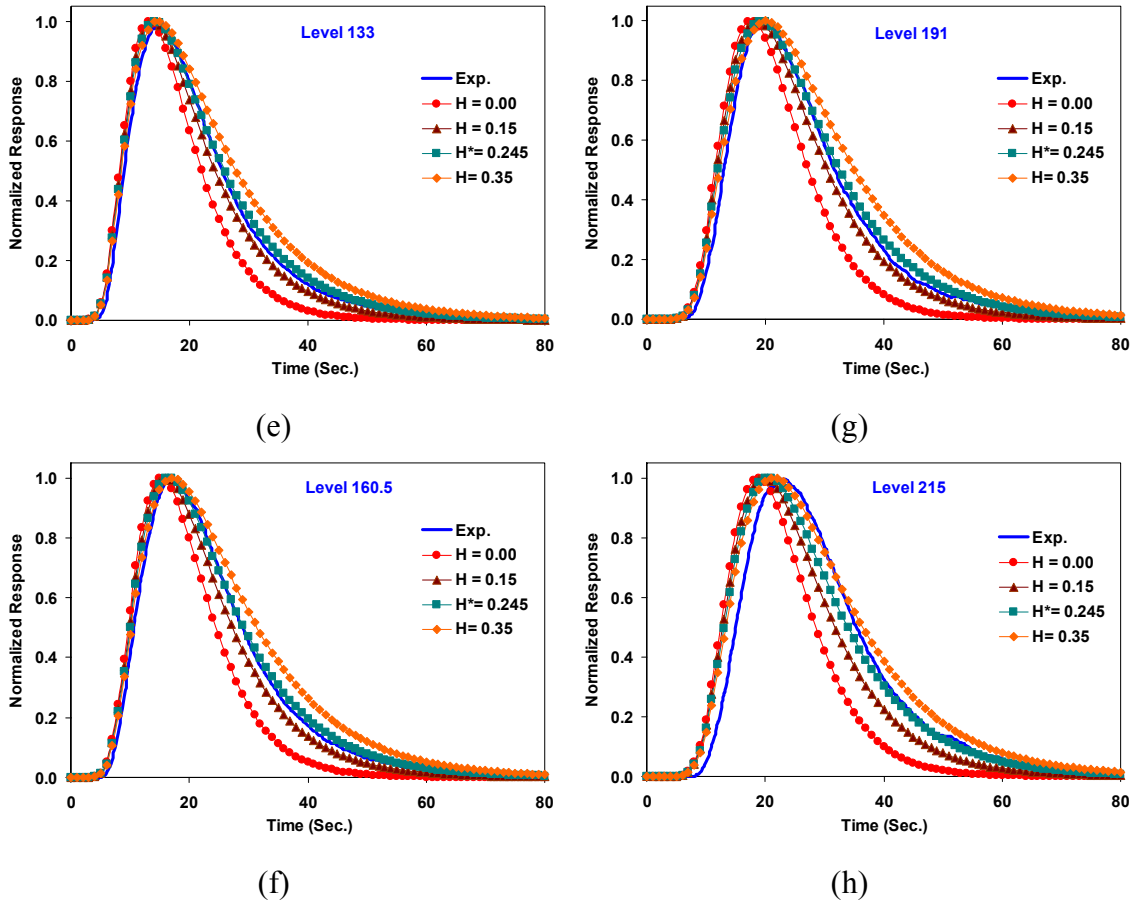 Level 133
Normalized Response
1.0
0.8
0.6
0.4
0.2
0.0
0 20 40 60 80
Time (Sec.)
Exp.
H = 0.00
H = 0.15
H*= 0.245
H= 0.35
(e)
Level 191
Normalized Response
1.0
0.8
0.6
0.4
0.2
0.0
0 20 40 60 80
Time (Sec.)
Exp.
H = 0.00
H = 0.15
H*= 0.245
H= 0.35
(g)
Level 160.5
Normalized Response
1.0
0.8
0.6
0.4
0.2
0.0
0 20 40 60 80
Time (Sec.)
Exp.
H = 0.00
H = 0.15
H*= 0.245
H= 0.35
(f)
Level 215
Normalized Response
1.0
0.8
0.6
0.4
0.2
0.0
0 20 40 60 80
Time (Sec.)
Exp.
H = 0.00
H = 0.15
H*= 0.245
H= 0.35
(h)